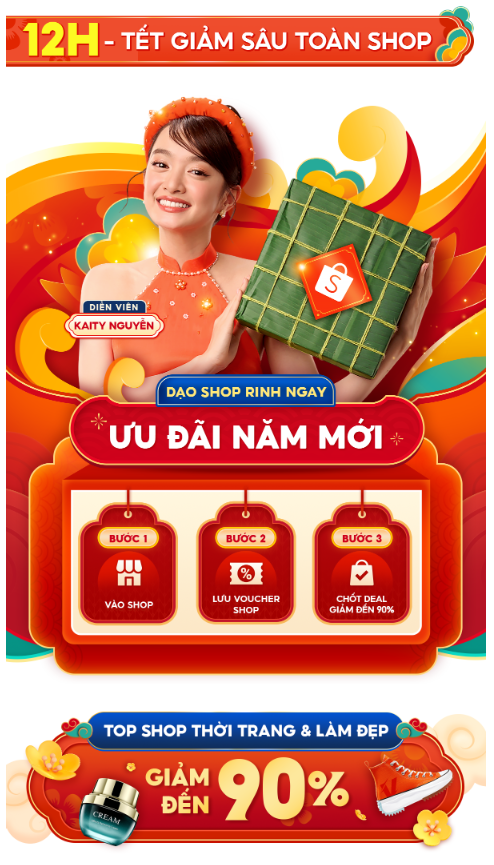 12H - TẾT GIẢM SÂU TOÀN SHOP
DIỄN VIÊN
KAITY NGUYỄN
S
DẠO SHOP RINH NGAY
ƯU ĐÃI NĂM MỚI
BƯỚC 1
VÀO SHOP
BƯỚC 2
LƯU VOUCHER
SHOP
BƯỚC 3
CHỐT DEAL
GIẢM ĐẾN 90%
TOP SHOP THỜI TRANG & LÀM ĐẸP
GIẢM
ĐẾN
90%
CREAM